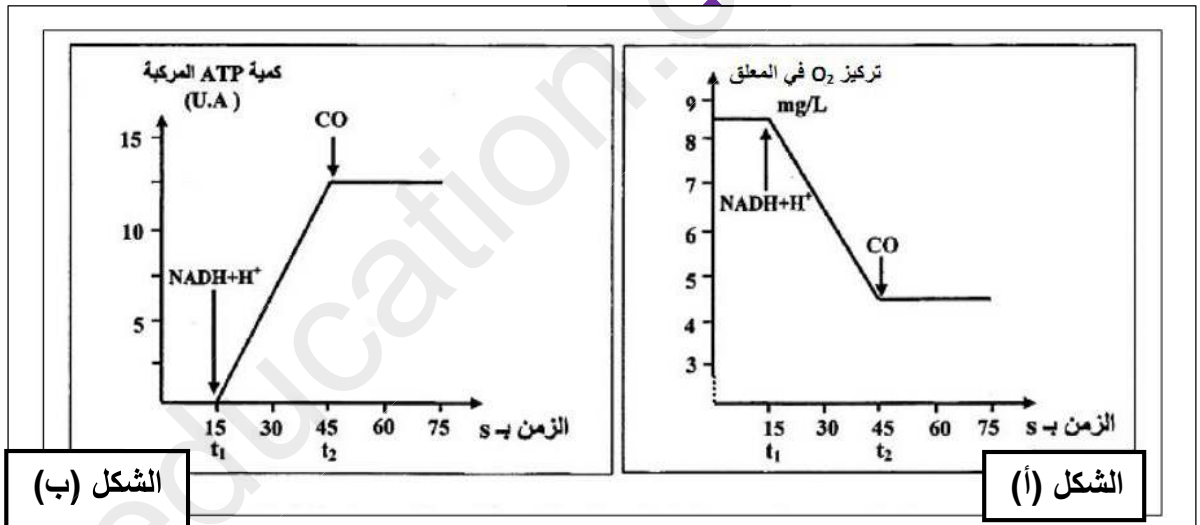 تركيز O₂ في المعلق
mg/L
9
8
7
6
5
4
3
NADH+H⁺
CO
15 30 45 60 75
t₁ t₂
الزمن بـ s
الشكل (أ)
كمية ATP المركبة
(U.A )
15
10
5
NADH+H⁺
CO
15 30 45 60 75
t₁ t₂
الزمن بـ s
الشكل (ب)
education.